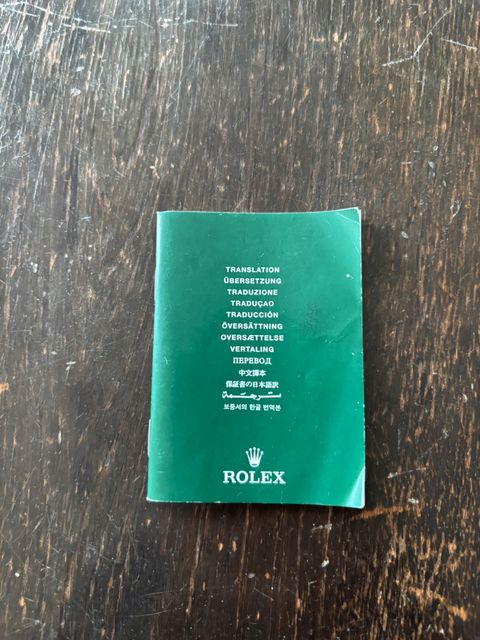 TRANSLATION
ÜBERSETZUNG
TRADUZIONE
TRADUÇAO
TRADUCCIÓN
ÖVERSÄTTNING
OVERSÆTTELSE
VERTALING
ПЕРЕВОД
中文譯本
保証書の日本語訳
ترجمة
보증서의 한글 번역본
ROLEX